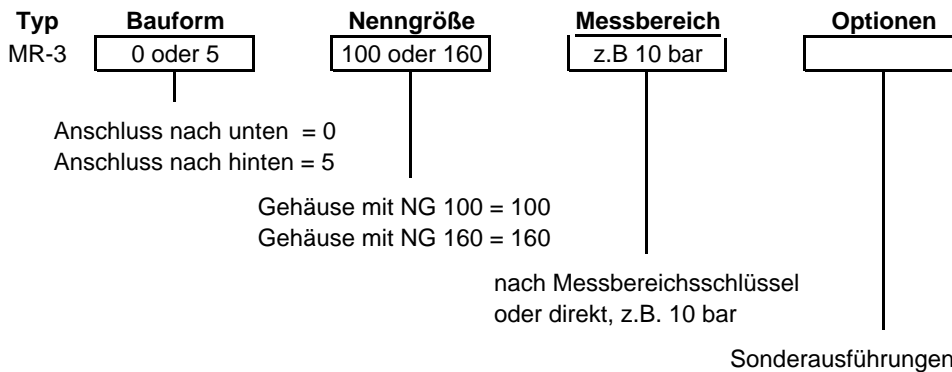 Typ Bauform Nenngröße Messbereich Optionen
MR-3 0 oder 5 100 oder 160 z.B 10 bar
Anschluss nach unten = 0
Anschluss nach hinten = 5
Gehäuse mit NG 100 = 100
Gehäuse mit NG 160 = 160
nach Messbereichsschlüssel
oder direkt, z.B. 10 bar
Sonderausführungen